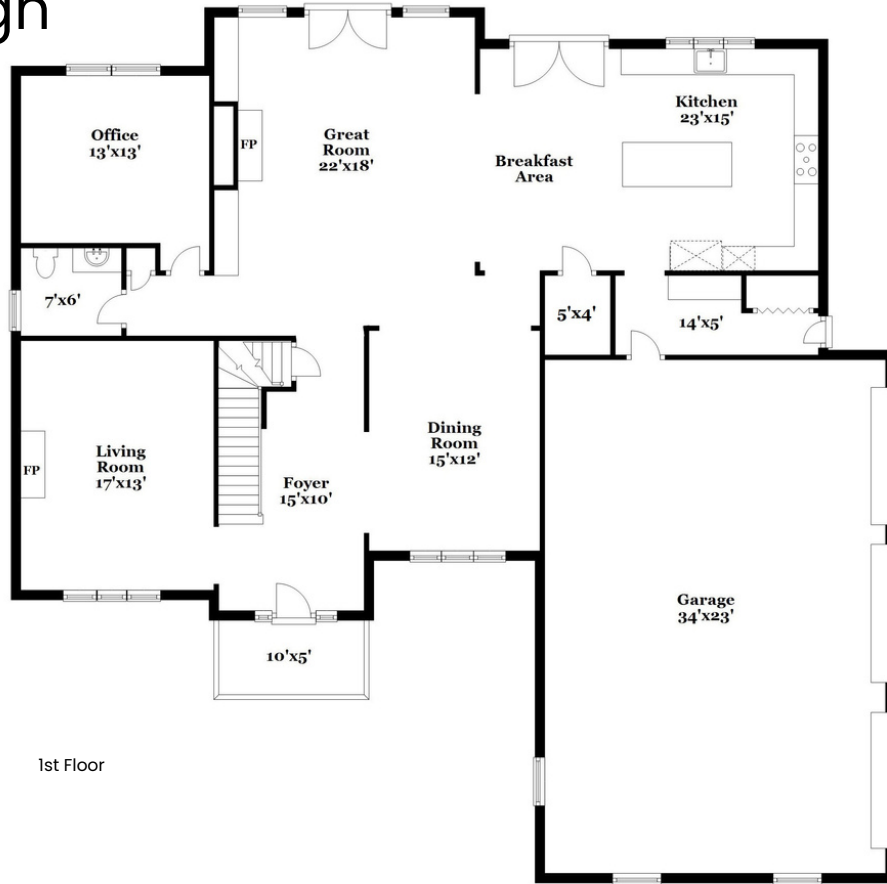 gn
Office
13'x13'
FP
Great
Room
22'x18'
Kitchen
23'x15'
Breakfast
Area
7'x6'
5'x4'
14'x5'
Living
Room
17'x13'
FP
Foyer
15'x10'
Dining
Room
15'x12'
Garage
34'x23'
10'x5'
1st Floor